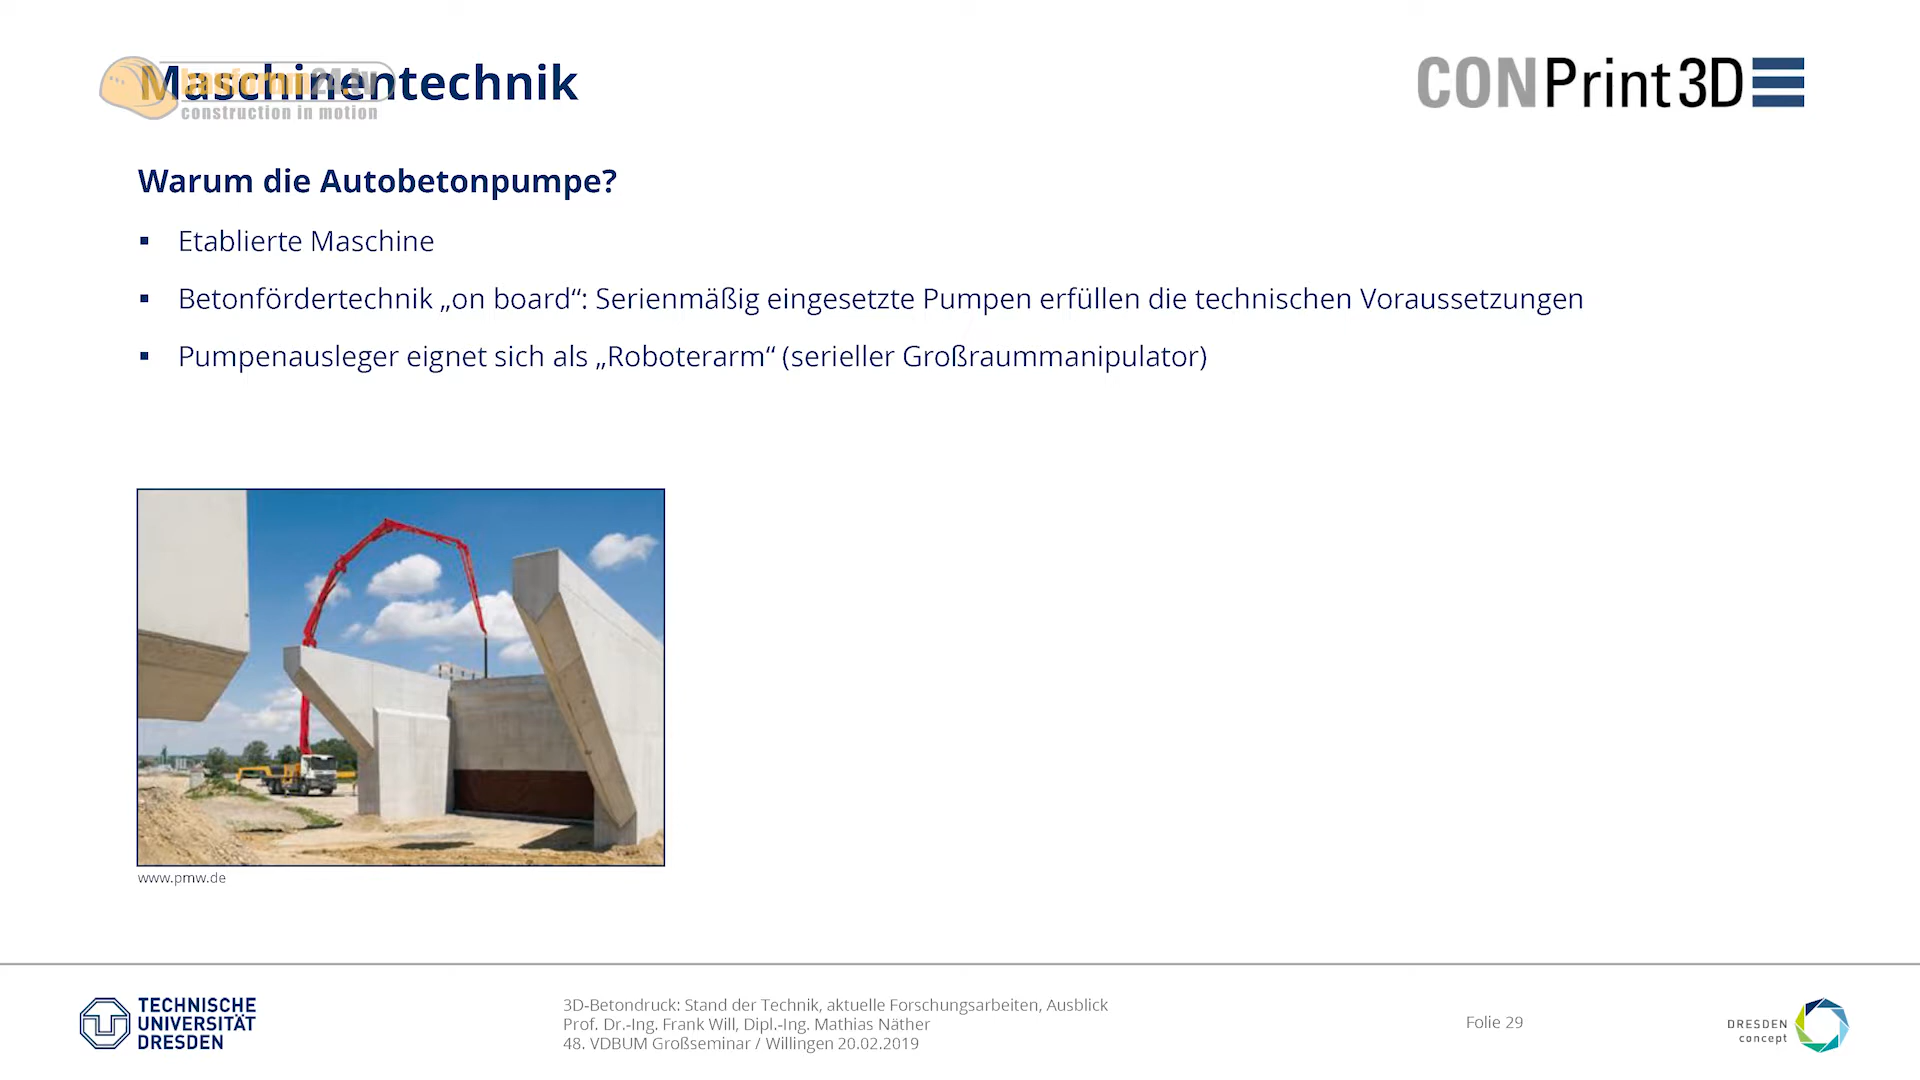 Maschinentechnik
bauforum24.tv
construction in motion
CONPrint3D
Warum die Autobetonpumpe?
▪ Etablierte Maschine
▪ Betonfördertechnik „on board“: Serienmäßig eingesetzte Pumpen erfüllen die technischen Voraussetzungen
▪ Pumpenausleger eignet sich als „Roboterarm“ (serieller Großraummanipulator)
www.pmw.de
TECHNISCHE
UNIVERSITÄT
DRESDEN
3D-Betondruck: Stand der Technik, aktuelle Forschungsarbeiten, Ausblick
Prof. Dr.-Ing. Frank Will, Dipl.-Ing. Mathias Näther
48. VDBUM Großseminar / Willingen 20.02.2019
Folie 29
DRESDEN
concept